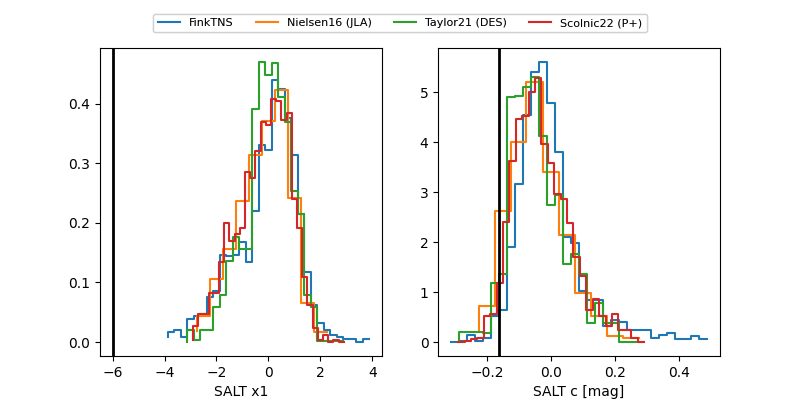 FinkTNS Nielsen16 (JLA) Taylor21 (DES) Scolnic22 (P+)
0.4
0.3
0.2
0.1
0.0
−6 −4 −2 0 2 4
SALT x1
5
4
3
2
1
0
−0.2 0.0 0.2 0.4
SALT c [mag]